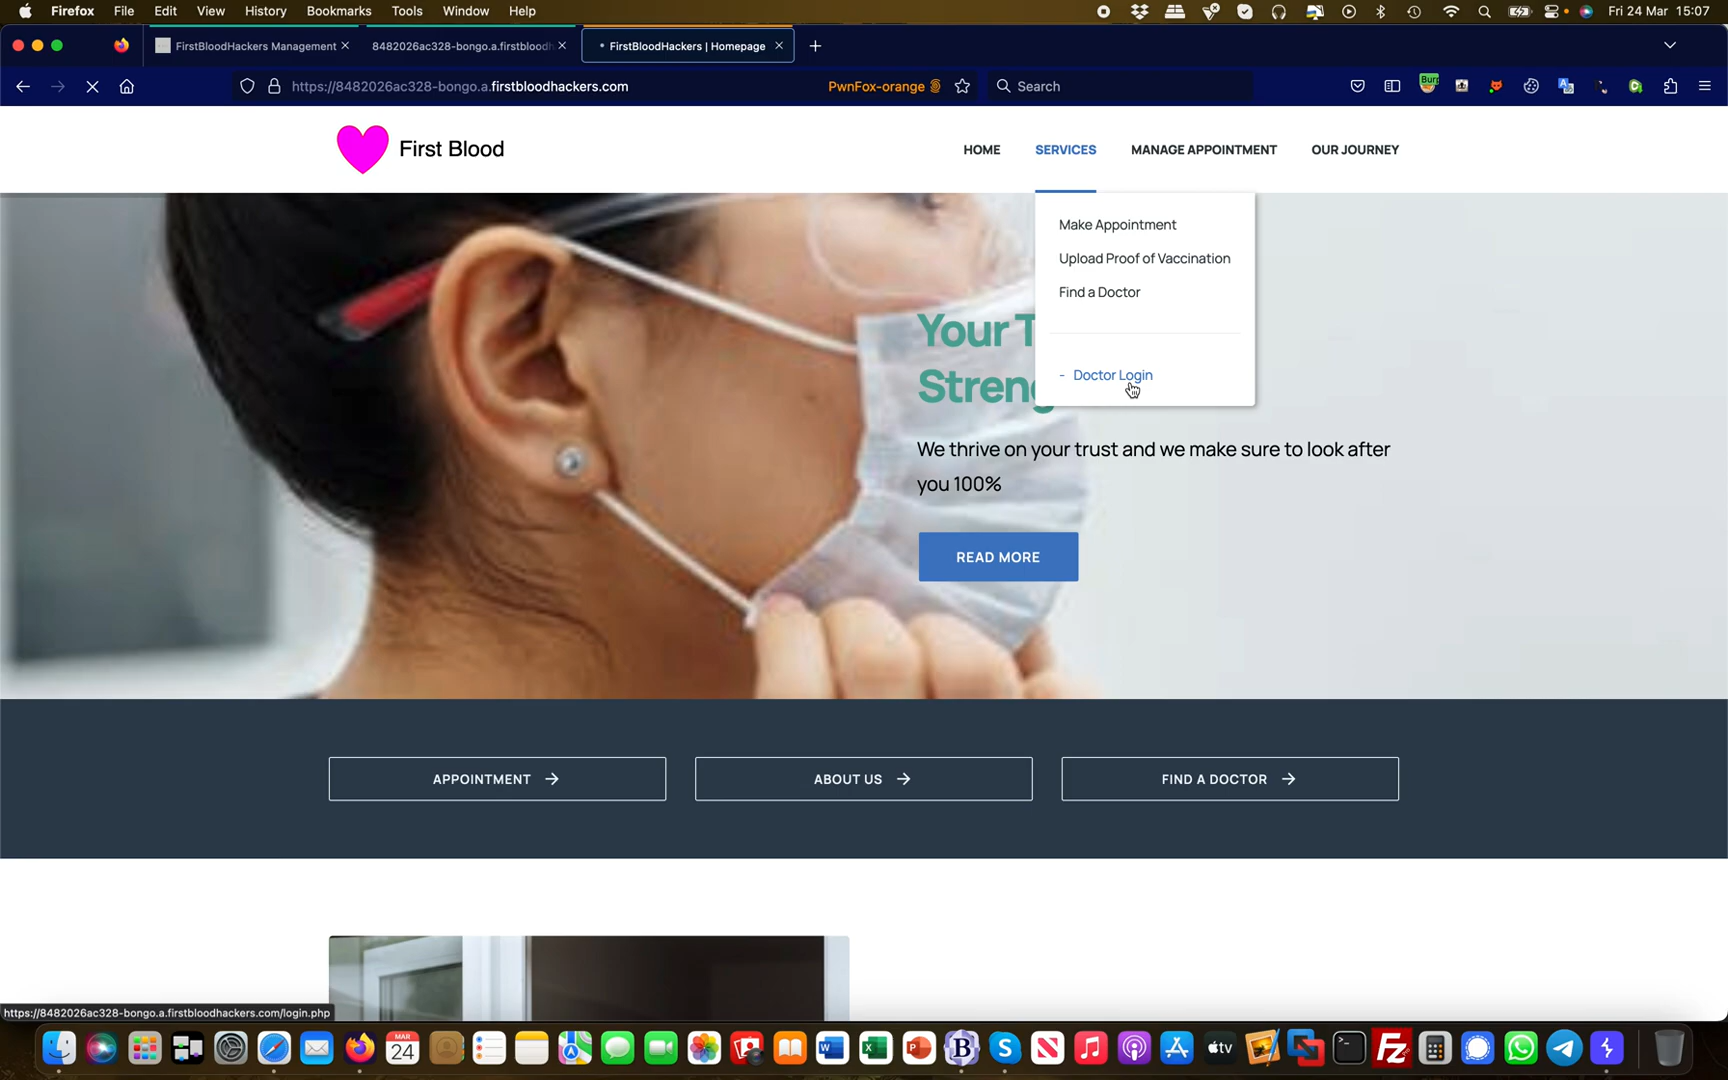 Firefox File Edit View History Bookmarks Tools Window Help Fri 24 Mar 15:07
FirstBloodHackers Management 8482026ac328-bongo.a.firstblood FirstBloodHackers | Homepage
https://8482026ac328-bongo.a.firstbloodhackers.com PwnFox-orange Search
First Blood HOME SERVICES MANAGE APPOINTMENT OUR JOURNEY
Make Appointment
Upload Proof of Vaccination
Find a Doctor
- Doctor Login
Your T
Streng
We thrive on your trust and we make sure to look after
you 100%
READ MORE
APPOINTMENT → ABOUT US → FIND A DOCTOR →
https://8482026ac328-bongo.a.firstbloodhackers.com/login.php
MAR
24
tv